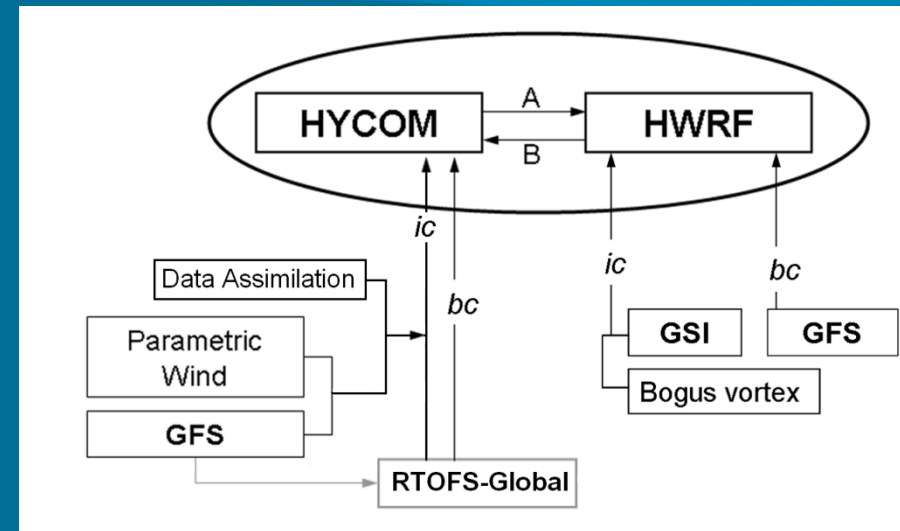 A
HYCOM
HWRF
B
ic
ic
bc
bc
Data Assimilation
Parametric
Wind
GSI
GFS
Bogus vortex
GFS
RTOFS-Global